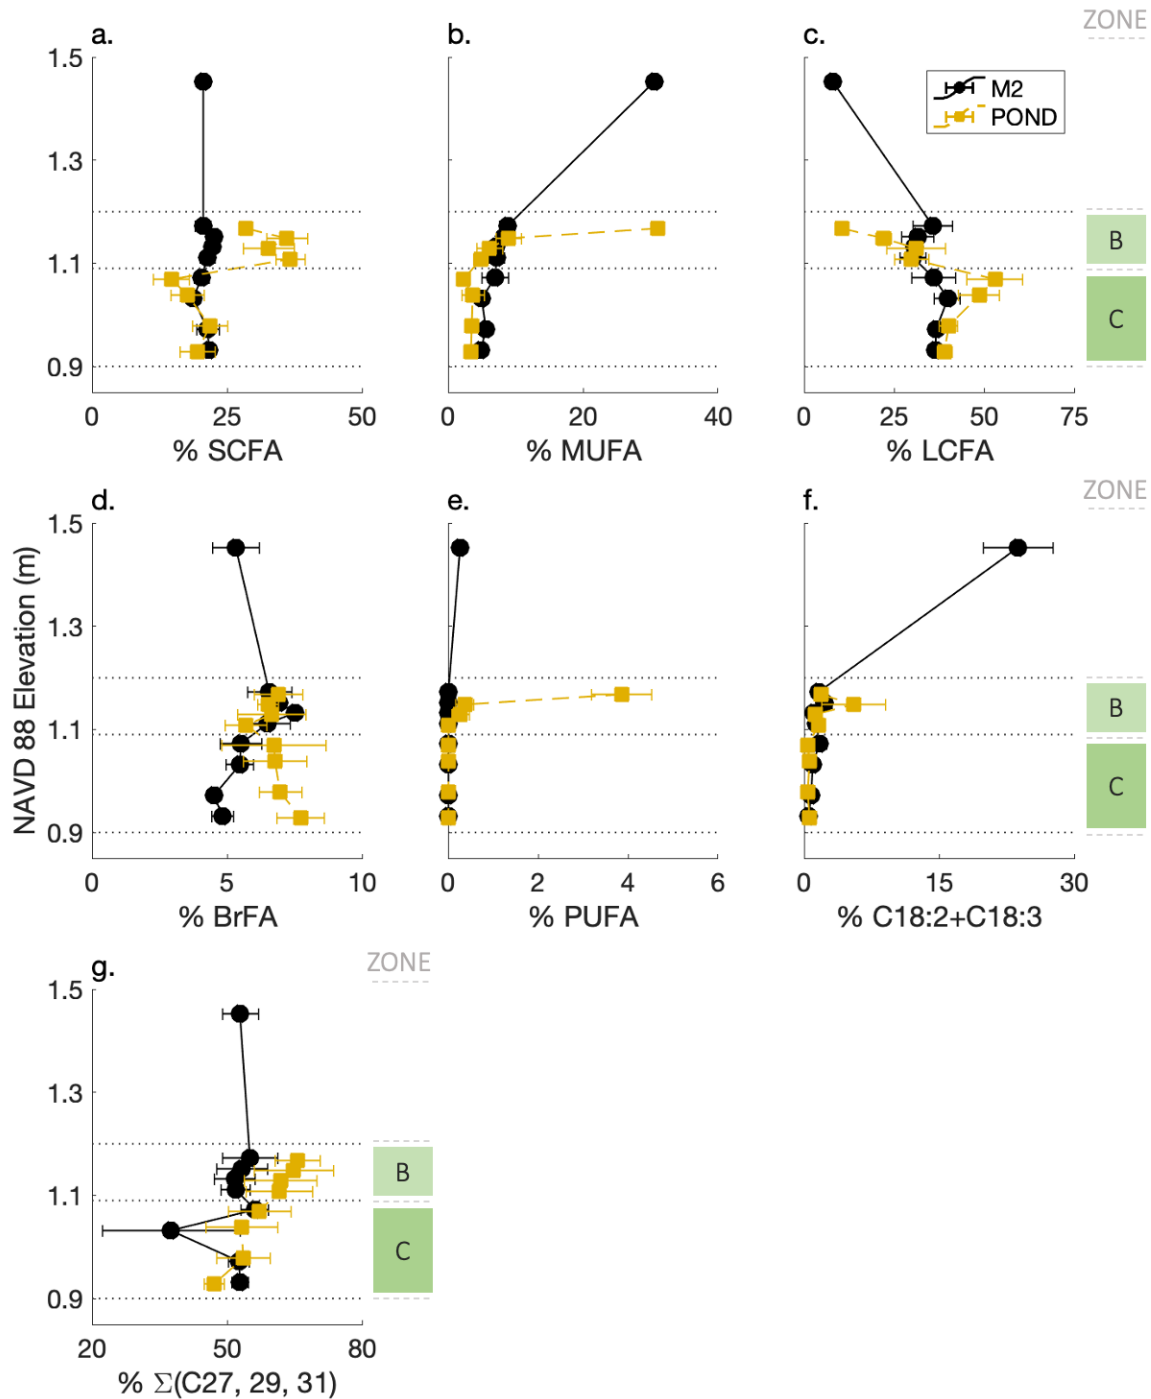 ZONE
a.
b.
c.
1.5
1.3
1.1
0.9
M2
POND
B
C
0
25
50
0
20
40
0
25
50
75
% SCFA
% MUFA
% LCFA
ZONE
d.
e.
f.
NAVD 88 Elevation (m)
1.5
1.3
1.1
0.9
B
C
0
5
10
0
2
4
6
0
15
30
% BrFA
% PUFA
% C18:2+C18:3
g.
ZONE
1.5
1.3
1.1
0.9
B
C
20
50
80
% Σ(C27, 29, 31)